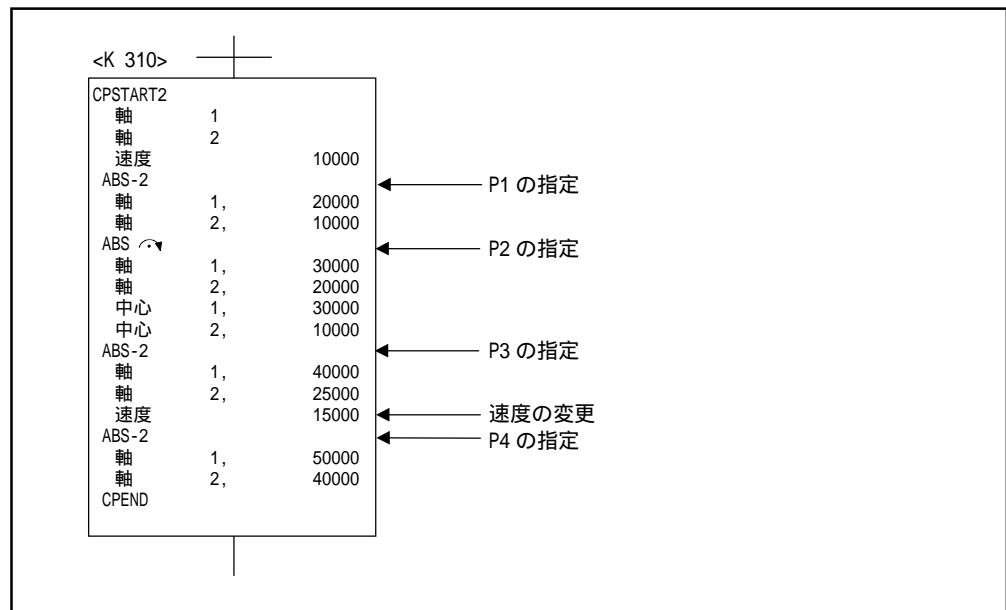 <K 310>
CPSTART2
軸 1
軸 2
速度 10000
ABS-2 P1 の指定
軸 1, 20000
軸 2, 10000
ABS P2 の指定
軸 1, 30000
軸 2, 20000
中心 1, 30000
中心 2, 10000
ABS-2 P3 の指定
軸 1, 40000
軸 2, 25000
速度 15000 速度の変更
ABS-2 P4 の指定
軸 1, 50000
軸 2, 40000
CPEND